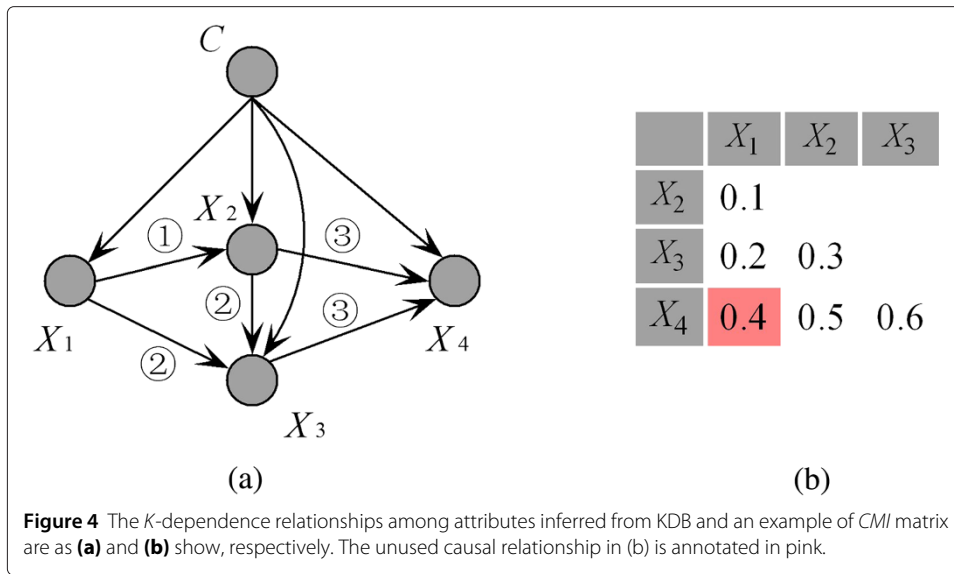 C
X2
① ③
X1 ② ③ X4
②
X3
(a)
X1 X2 X3
X2 0.1
X3 0.2 0.3
X4 0.4 0.5 0.6
(b)
Figure 4 The K-dependence relationships among attributes inferred from KDB and an example of CMI matrix
are as (a) and (b) show, respectively. The unused causal relationship in (b) is annotated in pink.